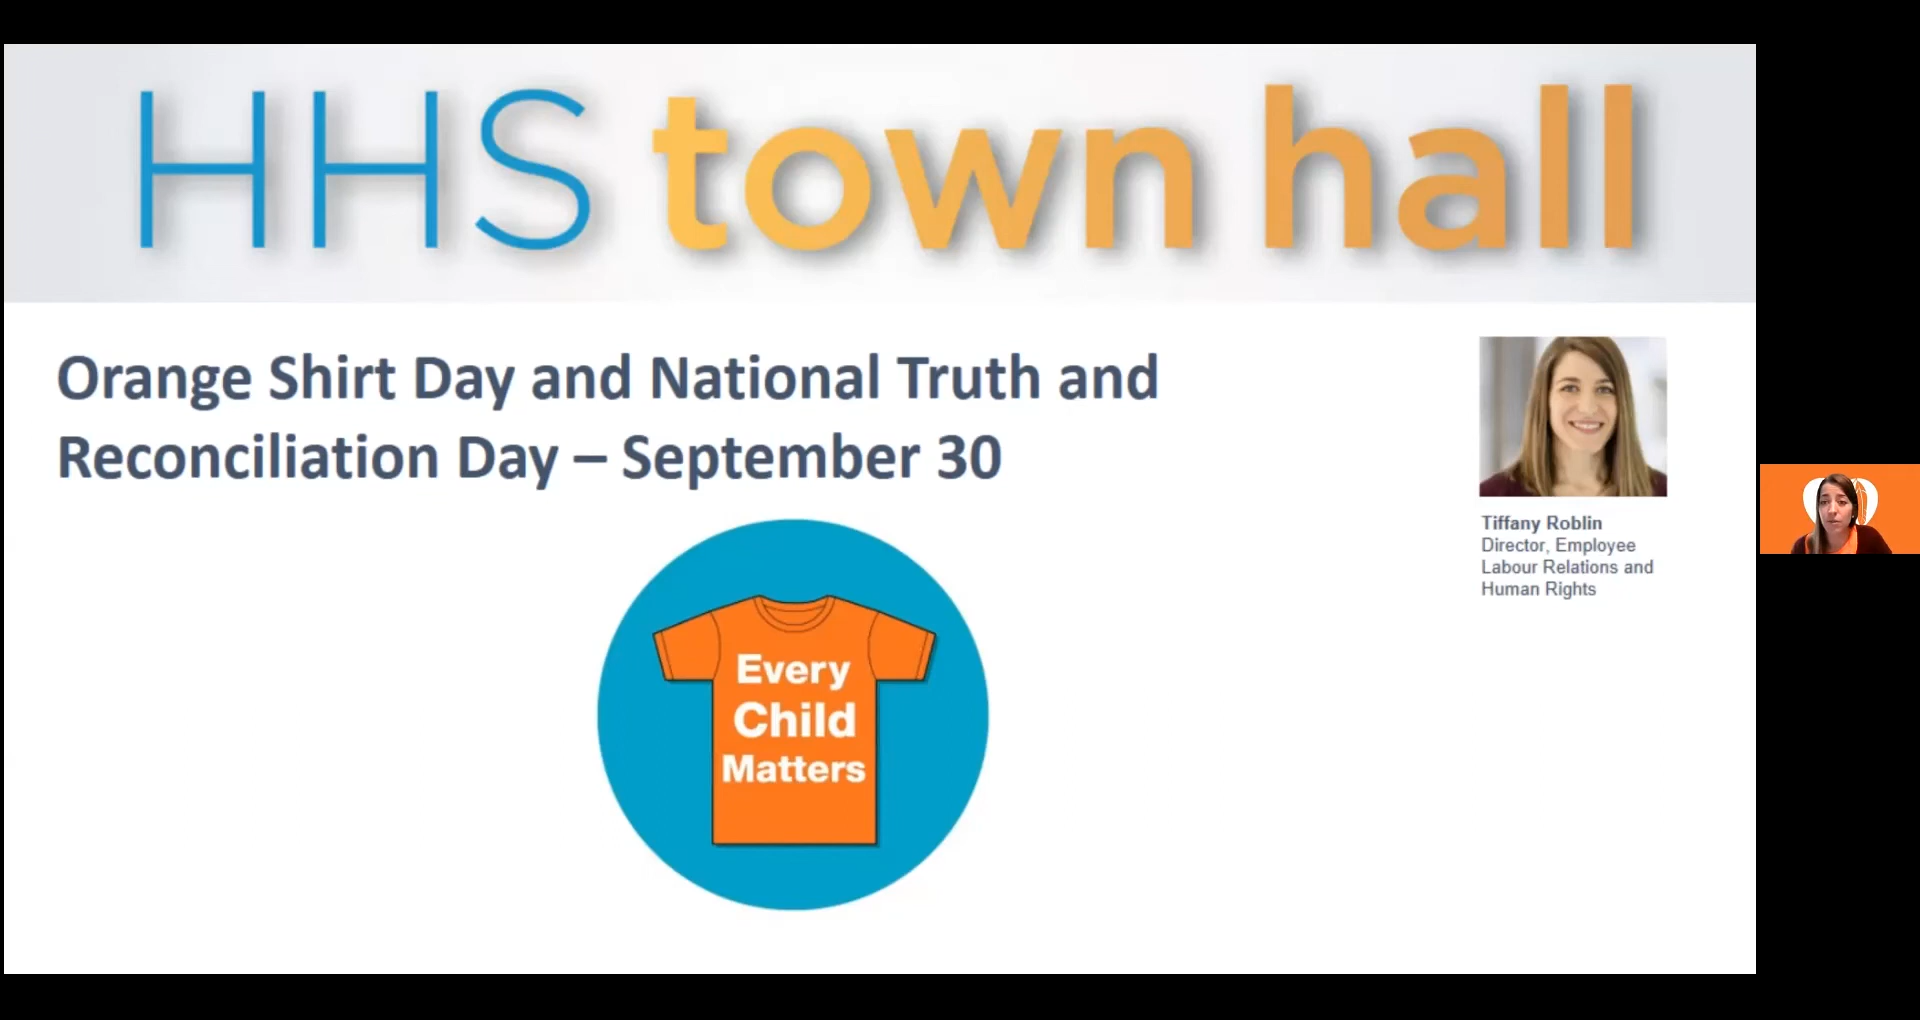 HHS town hall
Orange Shirt Day and National Truth and
Reconciliation Day – September 30
Tiffany Roblin
Director, Employee
Labour Relations and
Human Rights
Every
Child
Matters